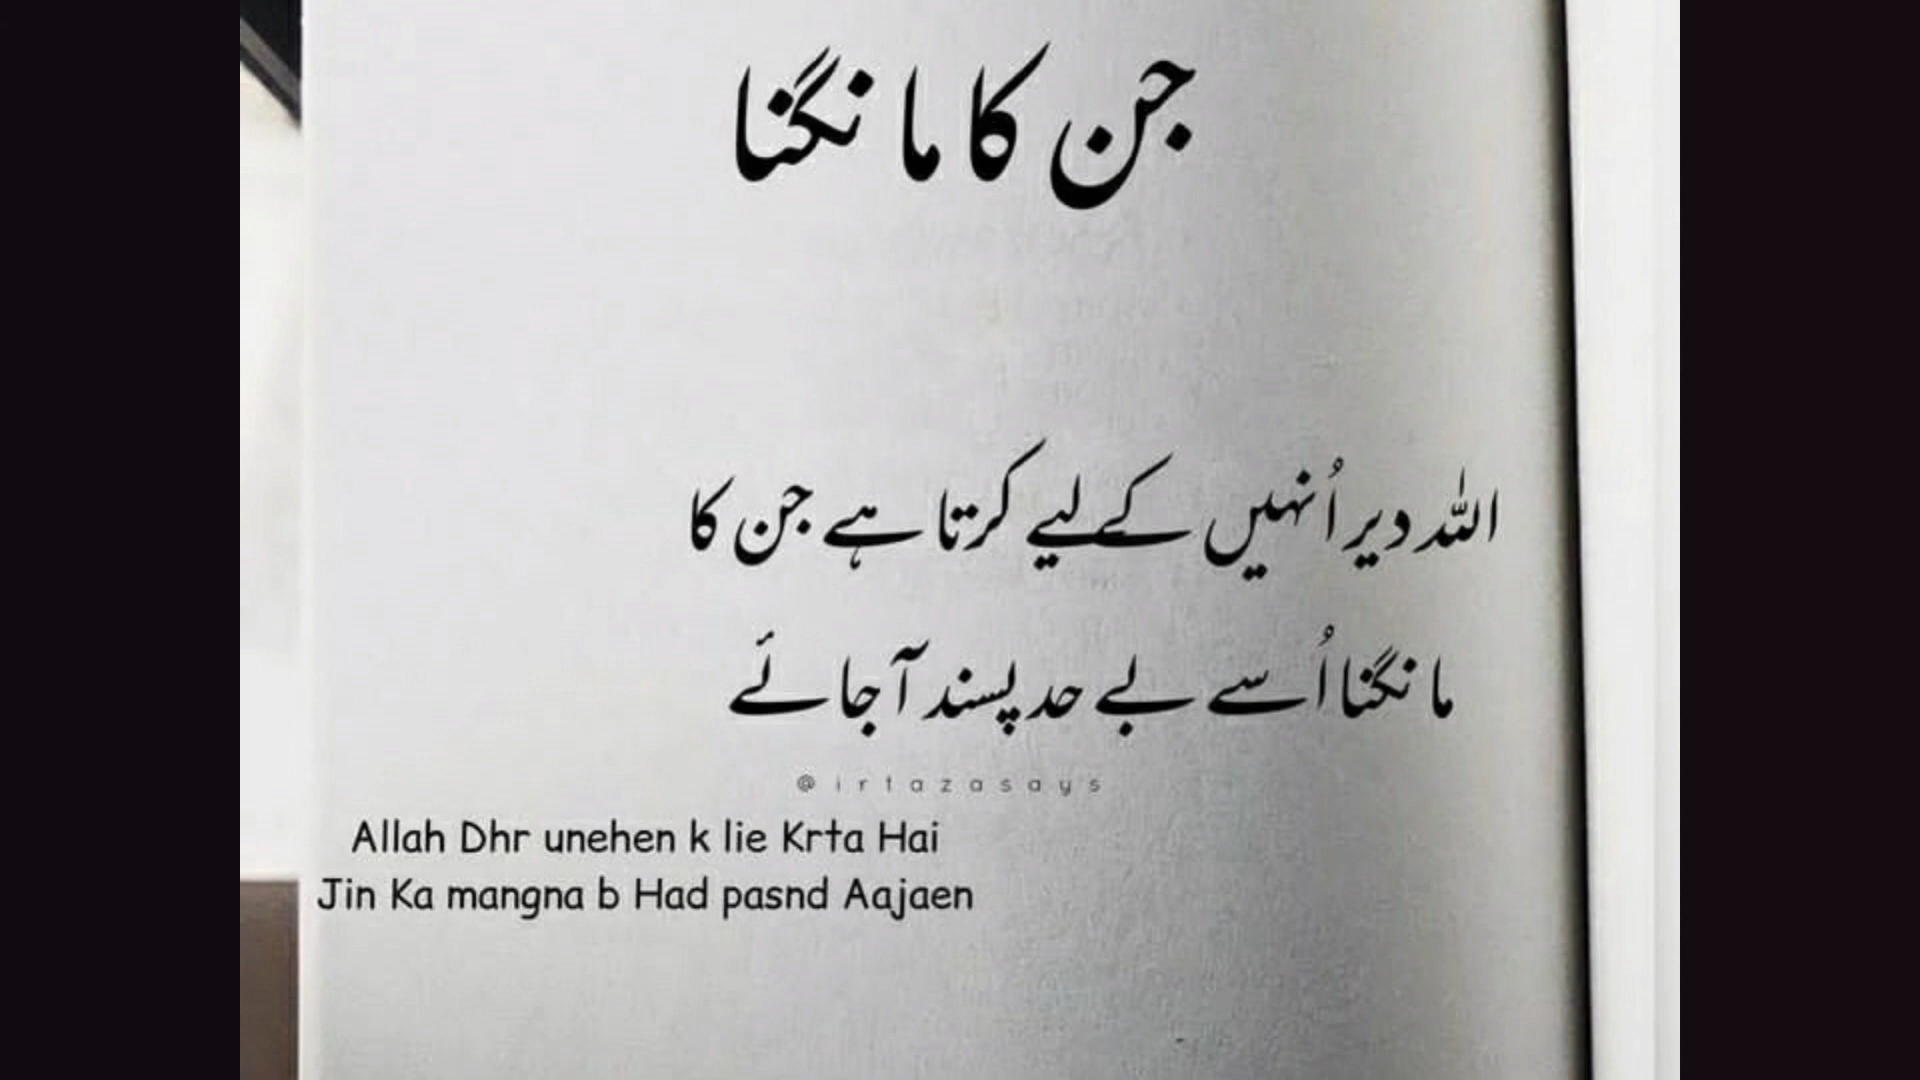 جن کا مانگنا
اللہ دیر اُنہیں کے لیے کرتا ہے جن کا
مانگنا اُسے بے حد پسند آ جائے
@irtazasays
Allah Dhr unehen k lie Krta Hai
Jin Ka mangna b Had pasnd Aajaen